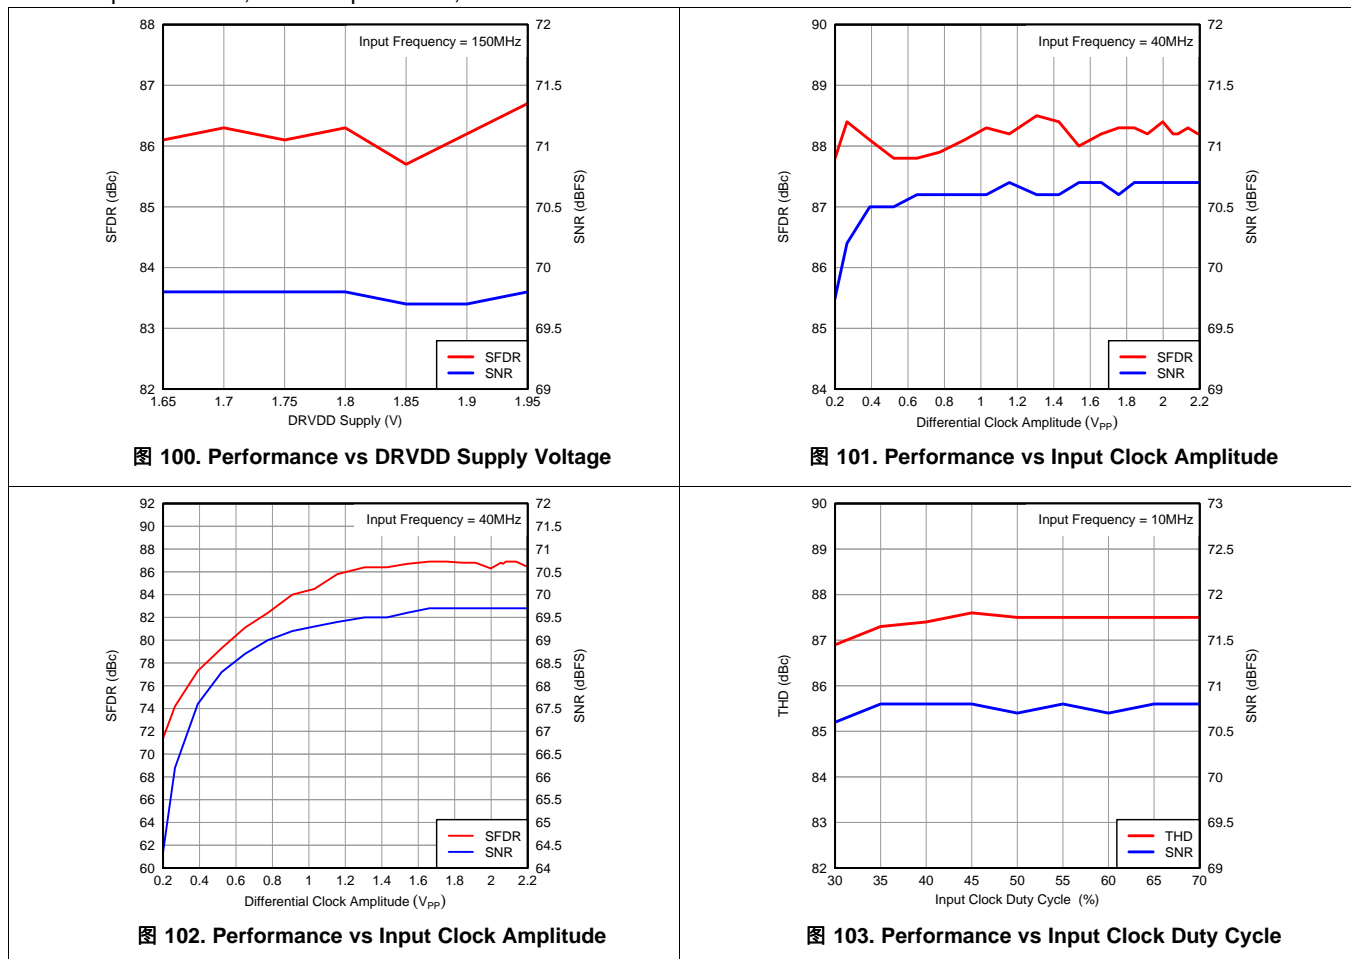 Input Frequency = 150MHz
88
87
86
85
84
83
82
SFDR (dBc)
72
71.5
71
70.5
70
69.5
69
SNR (dBFS)
SFDR
SNR
1.65 1.7 1.75 1.8 1.85 1.9 1.95
DRVDD Supply (V)
图 100. Performance vs DRVDD Supply Voltage
Input Frequency = 40MHz
90
89
88
87
86
85
84
SFDR (dBc)
72
71.5
71
70.5
70
69.5
69
SNR (dBFS)
SFDR
SNR
0.2 0.4 0.6 0.8 1 1.2 1.4 1.6 1.8 2 2.2
Differential Clock Amplitude (VPP)
图 101. Performance vs Input Clock Amplitude
Input Frequency = 40MHz
92
90
88
86
84
82
80
78
76
74
72
70
68
66
64
62
60
SFDR (dBc)
72
71.5
71
70.5
70
69.5
69
68.5
68
67.5
67
66.5
66
65.5
65
64.5
64
SNR (dBFS)
SFDR
SNR
0.2 0.4 0.6 0.8 1 1.2 1.4 1.6 1.8 2 2.2
Differential Clock Amplitude (VPP)
图 102. Performance vs Input Clock Amplitude
Input Frequency = 10MHz
90
89
88
87
86
85
84
83
82
THD (dBc)
73
72.5
72
71.5
71
70.5
70
69.5
69
SNR (dBFS)
THD
SNR
30 35 40 45 50 55 60 65 70
Input Clock Duty Cycle (%)
图 103. Performance vs Input Clock Duty Cycle